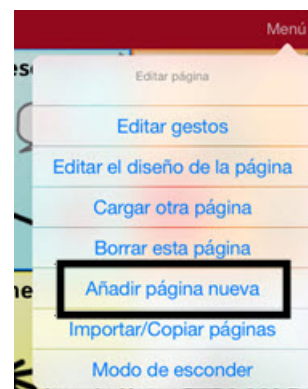 Menú
Editar página
Editar gestos
Editar el diseño de la página
Cargar otra página
Borrar esta página
Añadir página nueva
Importar/Copiar páginas
Modo de esconder